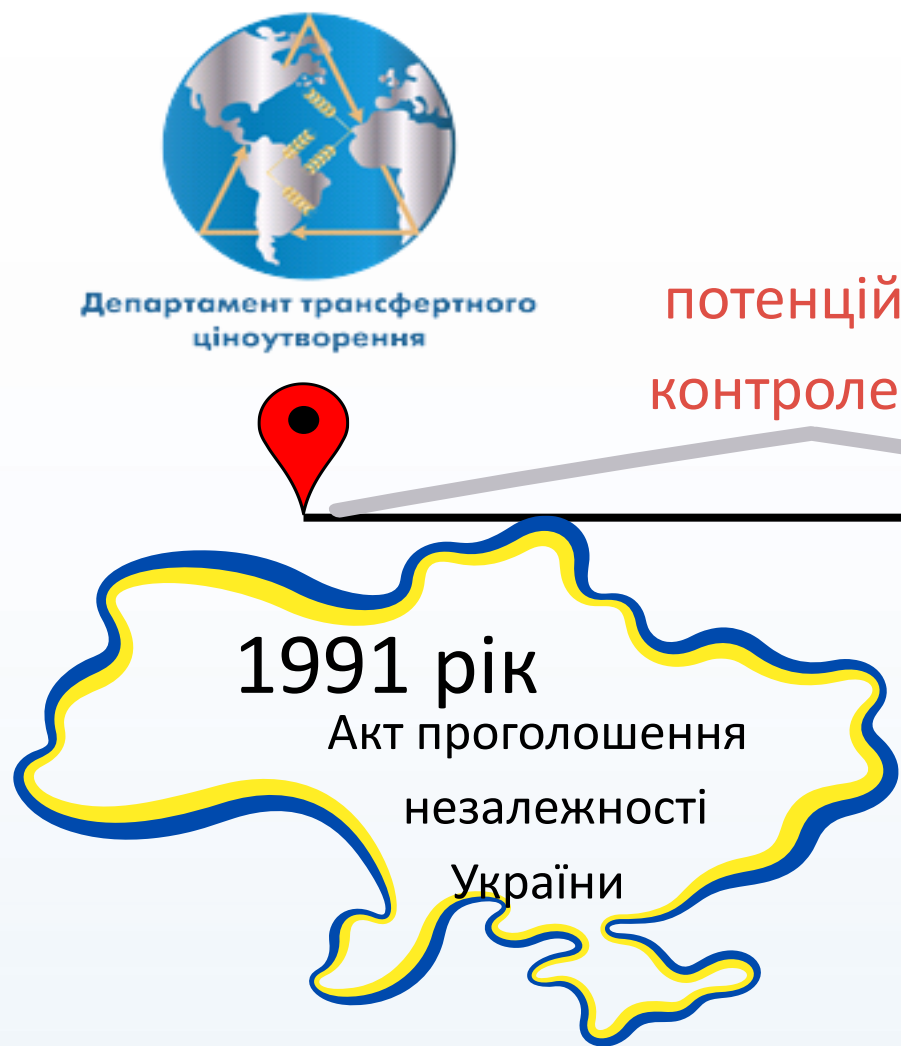 Департамент трансфертного
ціноутворення
потенцій
контроле
1991 рік
Акт проголошення
незалежності
України